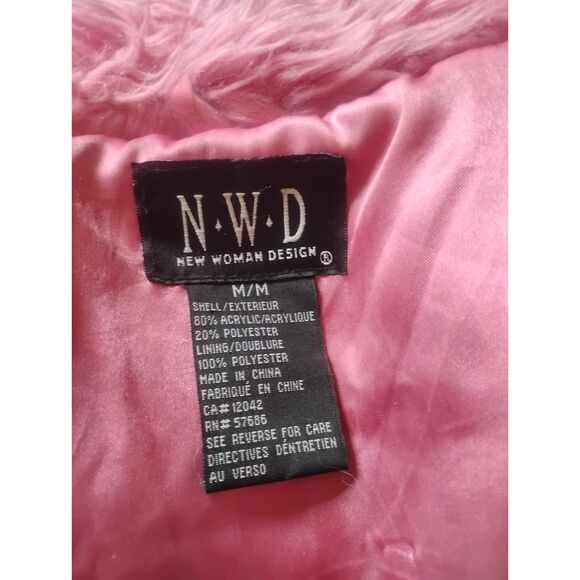 N·W·D
NEW WOMAN DESIGN®
M/M
SHELL/EXTERIEUR
80% ACRYLIC/ACRYLIQUE
20% POLYESTER
LINING/DOUBLURE
100% POLYESTER
MADE IN CHINA
FABRIQUÉ EN CHINE
CA# 12042
RN# 57686
SEE REVERSE FOR CARE
DIRECTIVES DÉNTRETIEN
AU VERSO